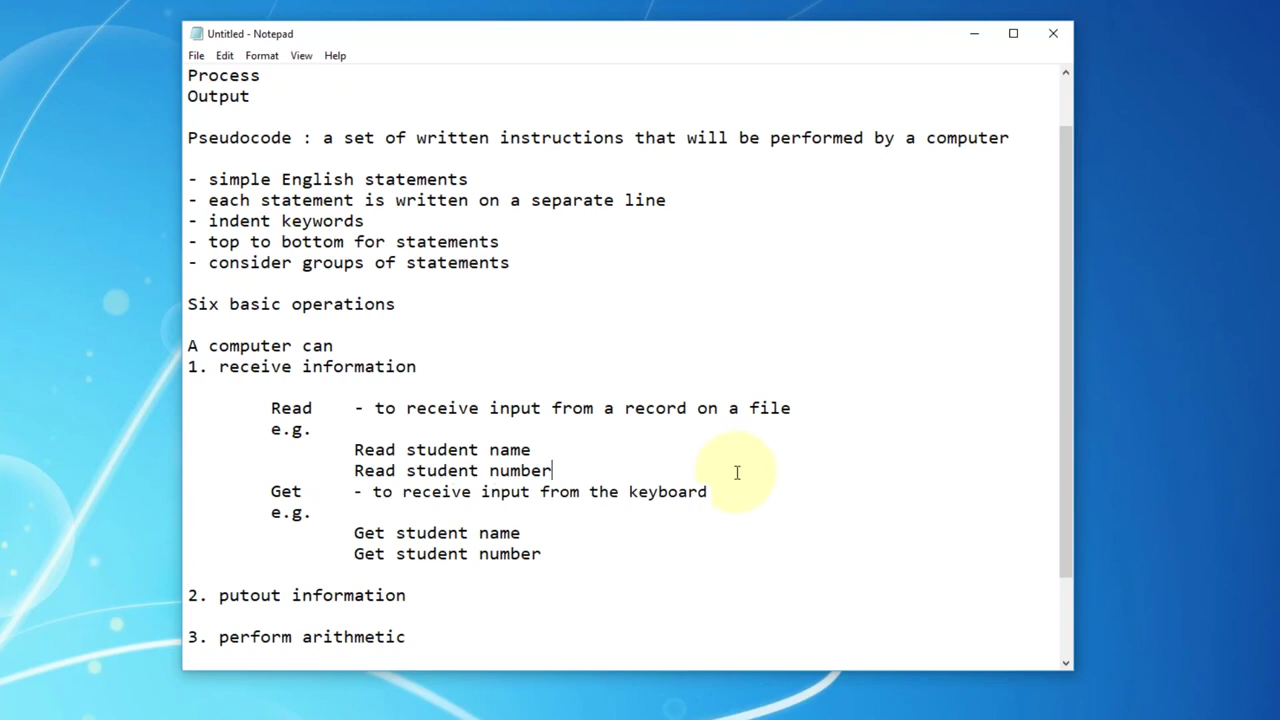 Untitled - Notepad
File Edit Format View Help
Process
Output
Pseudocode : a set of written instructions that will be performed by a computer
- simple English statements
- each statement is written on a separate line
- indent keywords
- top to bottom for statements
- consider groups of statements
Six basic operations
A computer can
1. receive information
Read - to receive input from a record on a file
e.g.
Read student name
Read student number
Get - to receive input from the keyboard
e.g.
Get student name
Get student number
2. putout information
3. perform arithmetic